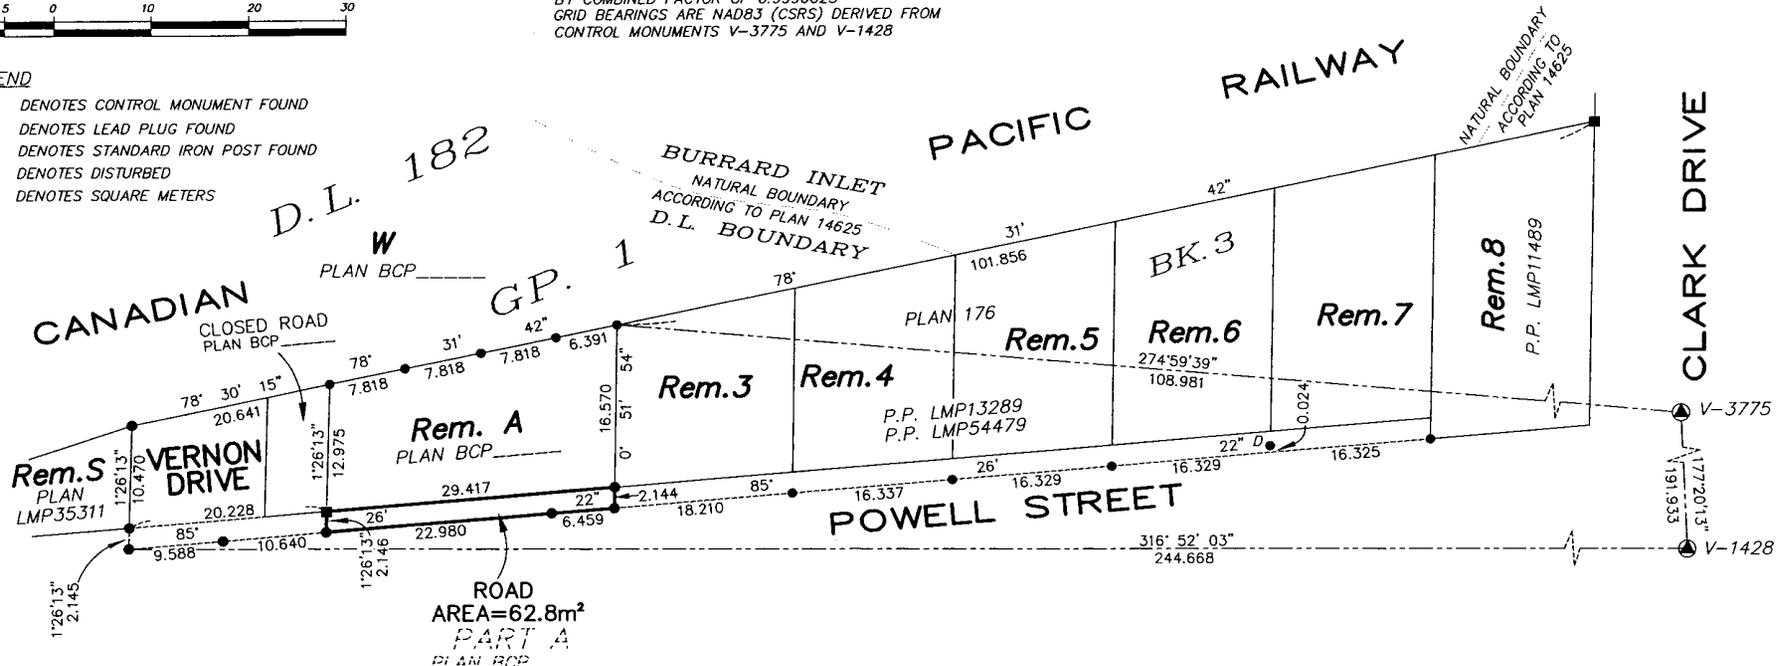 5 0 10 20 30
GRID BEARINGS ARE NAD83 (CSRS) DERIVED FROM
CONTROL MONUMENTS V-3775 AND V-1428
END
DENOTES CONTROL MONUMENT FOUND
DENOTES LEAD PLUG FOUND
DENOTES STANDARD IRON POST FOUND
DENOTES DISTURBED
DENOTES SQUARE METERS
CANADIAN PACIFIC RAILWAY
NATURAL BOUNDARY
ACCORDING TO
PLAN 14625
CLARK DRIVE
D.L. 182
W
PLAN BCP_____
GP. 1
BURRARD INLET
NATURAL BOUNDARY
ACCORDING TO PLAN 14625
D.L. BOUNDARY
CLOSED ROAD
PLAN BCP_____
78' 30' 15"
20.641
78' 31' 42"
7.818
7.818
7.818
6.391
78' 31' 42"
101.856
BK.3
PLAN 176
Rem.S
PLAN
LMP35311
1°26'13"
10.470
VERNON
DRIVE
1°26'13"
12.975
Rem. A
PLAN BCP_____
0' 51' 54"
16.570
Rem.3
Rem.4
Rem.5
Rem.6
Rem.7
Rem.8
P.P. LMP11489
P.P. LMP13289
P.P. LMP54479
274°59'39"
108.981
V-3775
177°20'13"
191.933
V-1428
20.228
29.417
85° 26' 22"
9.588
10.640
22.980
6.459
2.144
85° 26' 22"
18.210
16.337
16.329
16.329
D
0.024
16.325
POWELL STREET
316° 52' 03"
244.668
1°26'13"
2.145
1°26'13"
2.146
ROAD
AREA=62.8m²
PART A
PLAN BCP